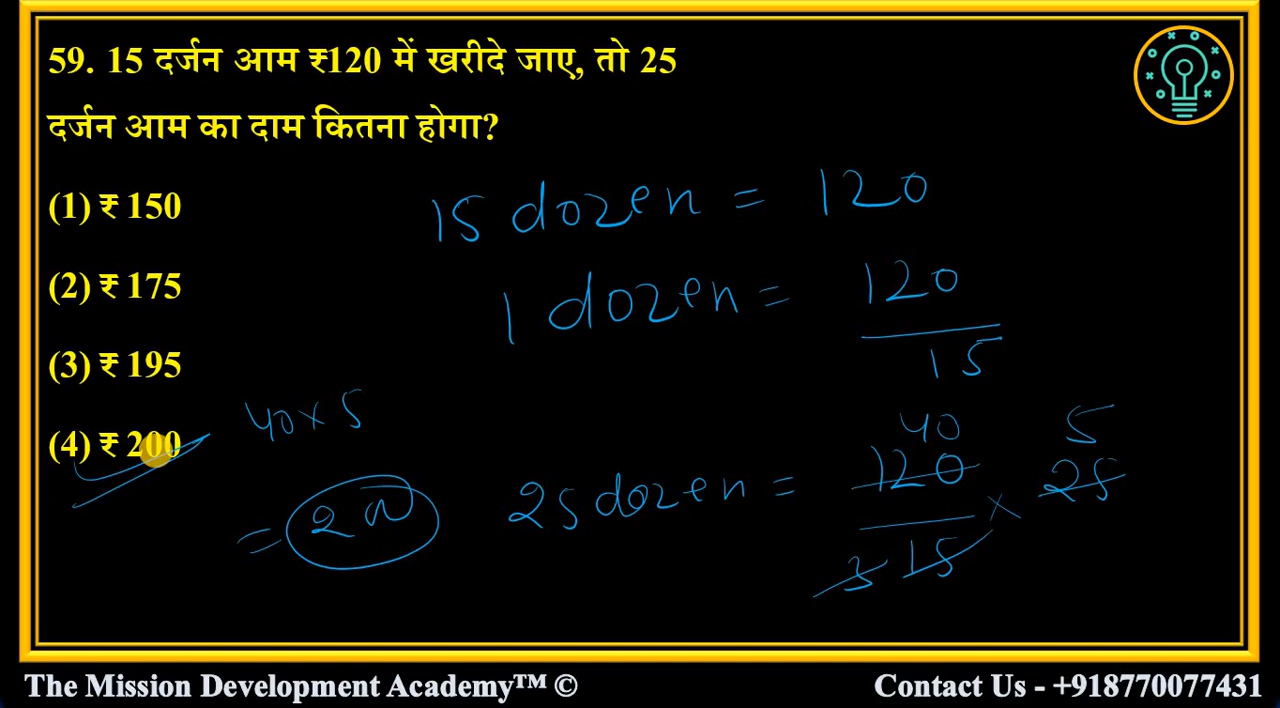 59. 15 दर्जन आम ₹120 में खरीदे जाए, तो 25
दर्जन आम का दाम कितना होगा?
(1) ₹ 150
(2) ₹ 175
(3) ₹ 195
(4) ₹ 200
15 dozen = 120
1 dozen = 120
15
40 5
25 dozen = 120 × 25
3 15
40 × 5
= 200
The Mission Development Academy™ ©
Contact Us - +918770077431